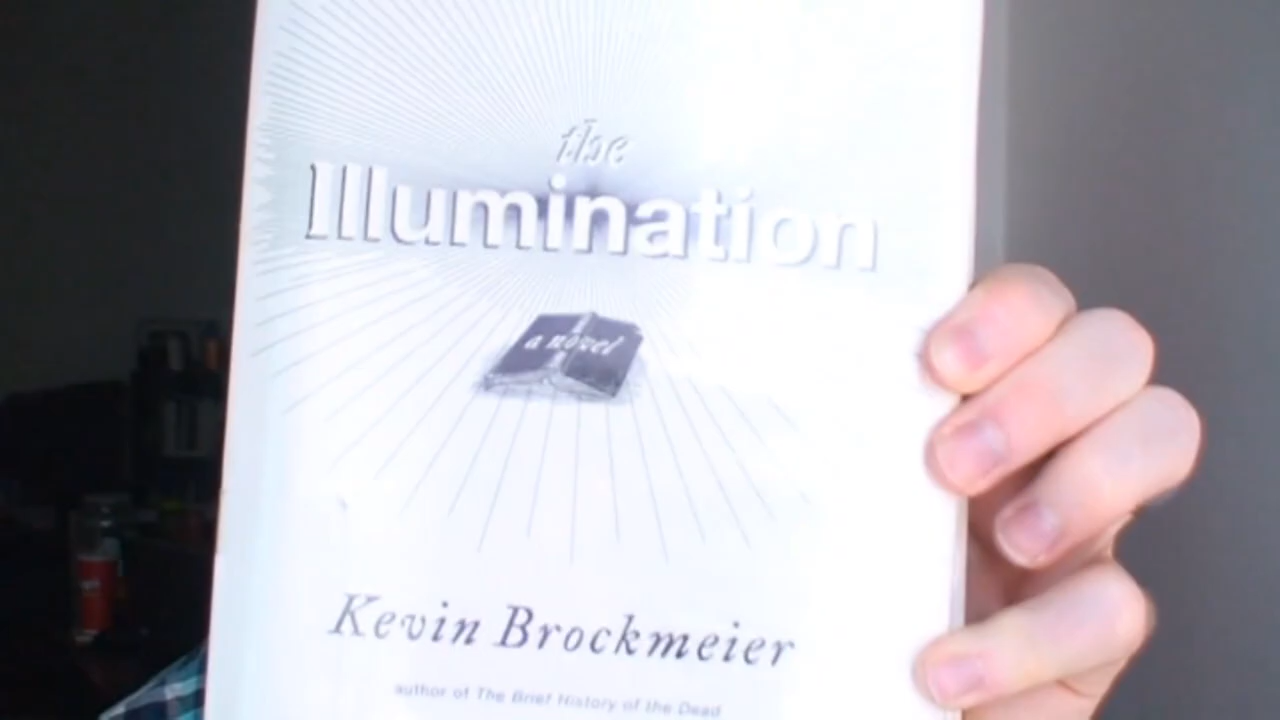 the
Illumination
a novel
Kevin Brockmeier
author of The Brief History of the Dead